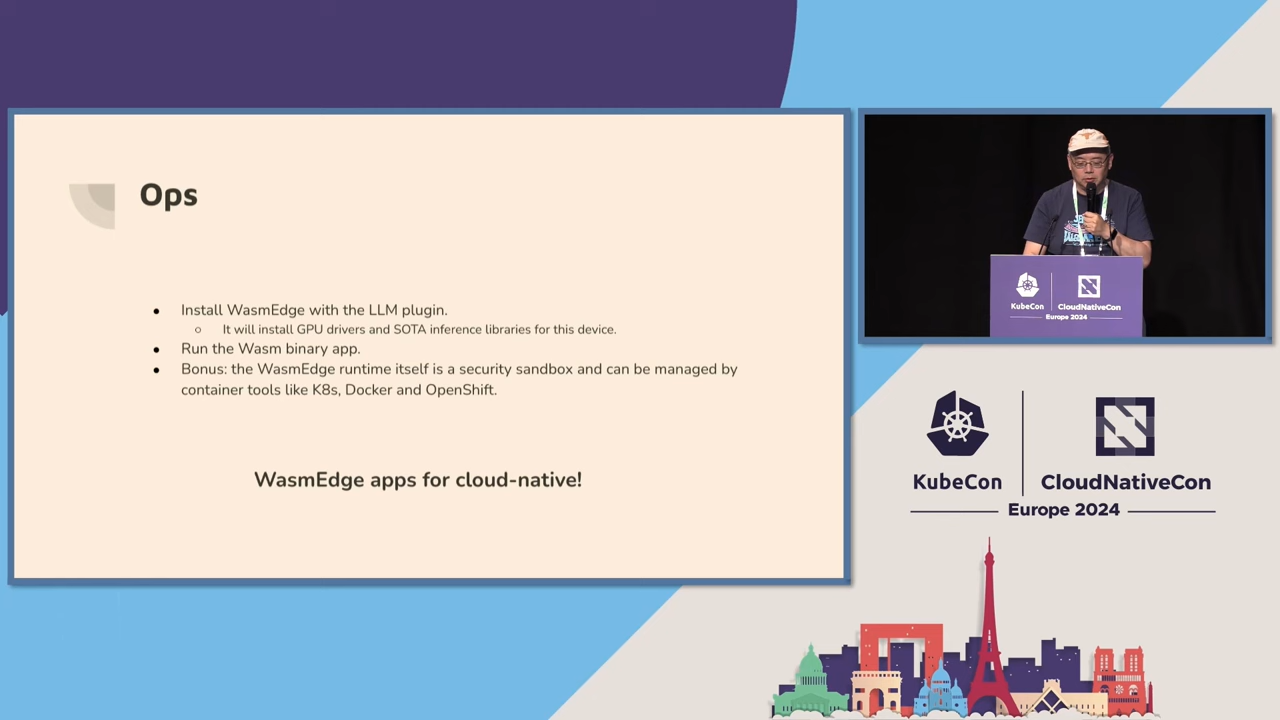 Ops
● Install WasmEdge with the LLM plugin.
○ It will install GPU drivers and SOTA inference libraries for this device.
● Run the Wasm binary app.
● Bonus: the WasmEdge runtime itself is a security sandbox and can be managed by
container tools like K8s, Docker and OpenShift.
WasmEdge apps for cloud-native!
KubeCon CloudNativeCon
Europe 2024
KubeCon CloudNativeCon
Europe 2024